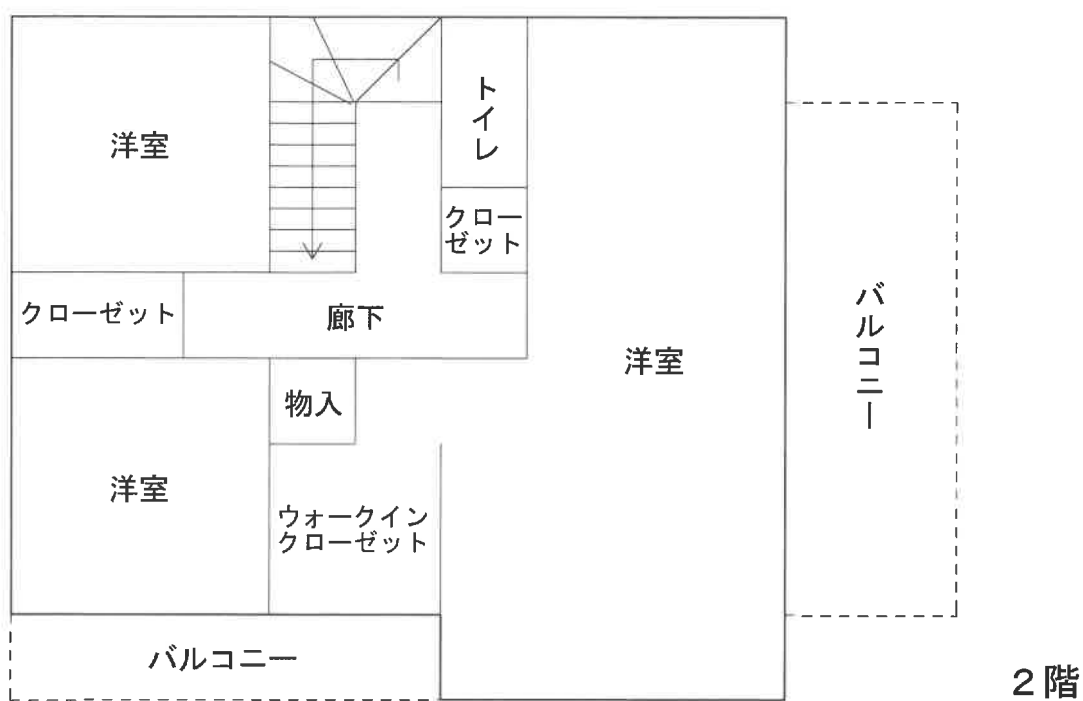 洋室
トイレ
クロー
ゼット
クローゼット
廊下
洋室
バルコニー
物入
洋室
ウォークイン
クローゼット
バルコニー
2階